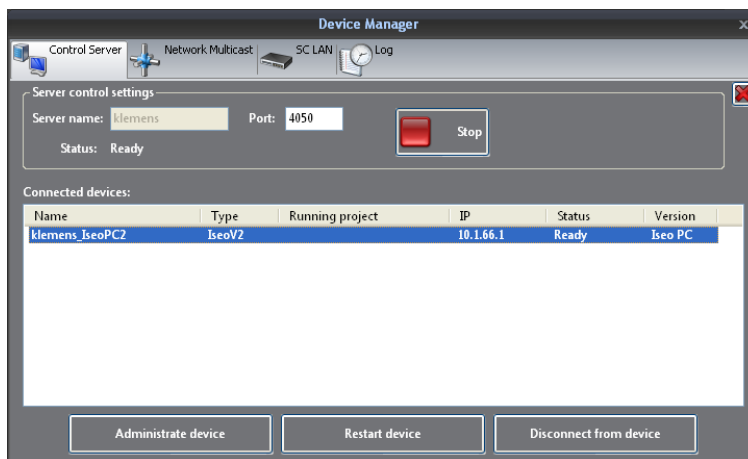 Device Manager
Control Server Network Multicast SC LAN Log
Server control settings
Server name: klemens Port: 4050 Stop
Status: Ready
Connected devices:
Name Type Running project IP Status Version
klemens_IseoPC2 IseoV2 10.1.66.1 Ready Iseo PC
Administrate device Restart device Disconnect from device